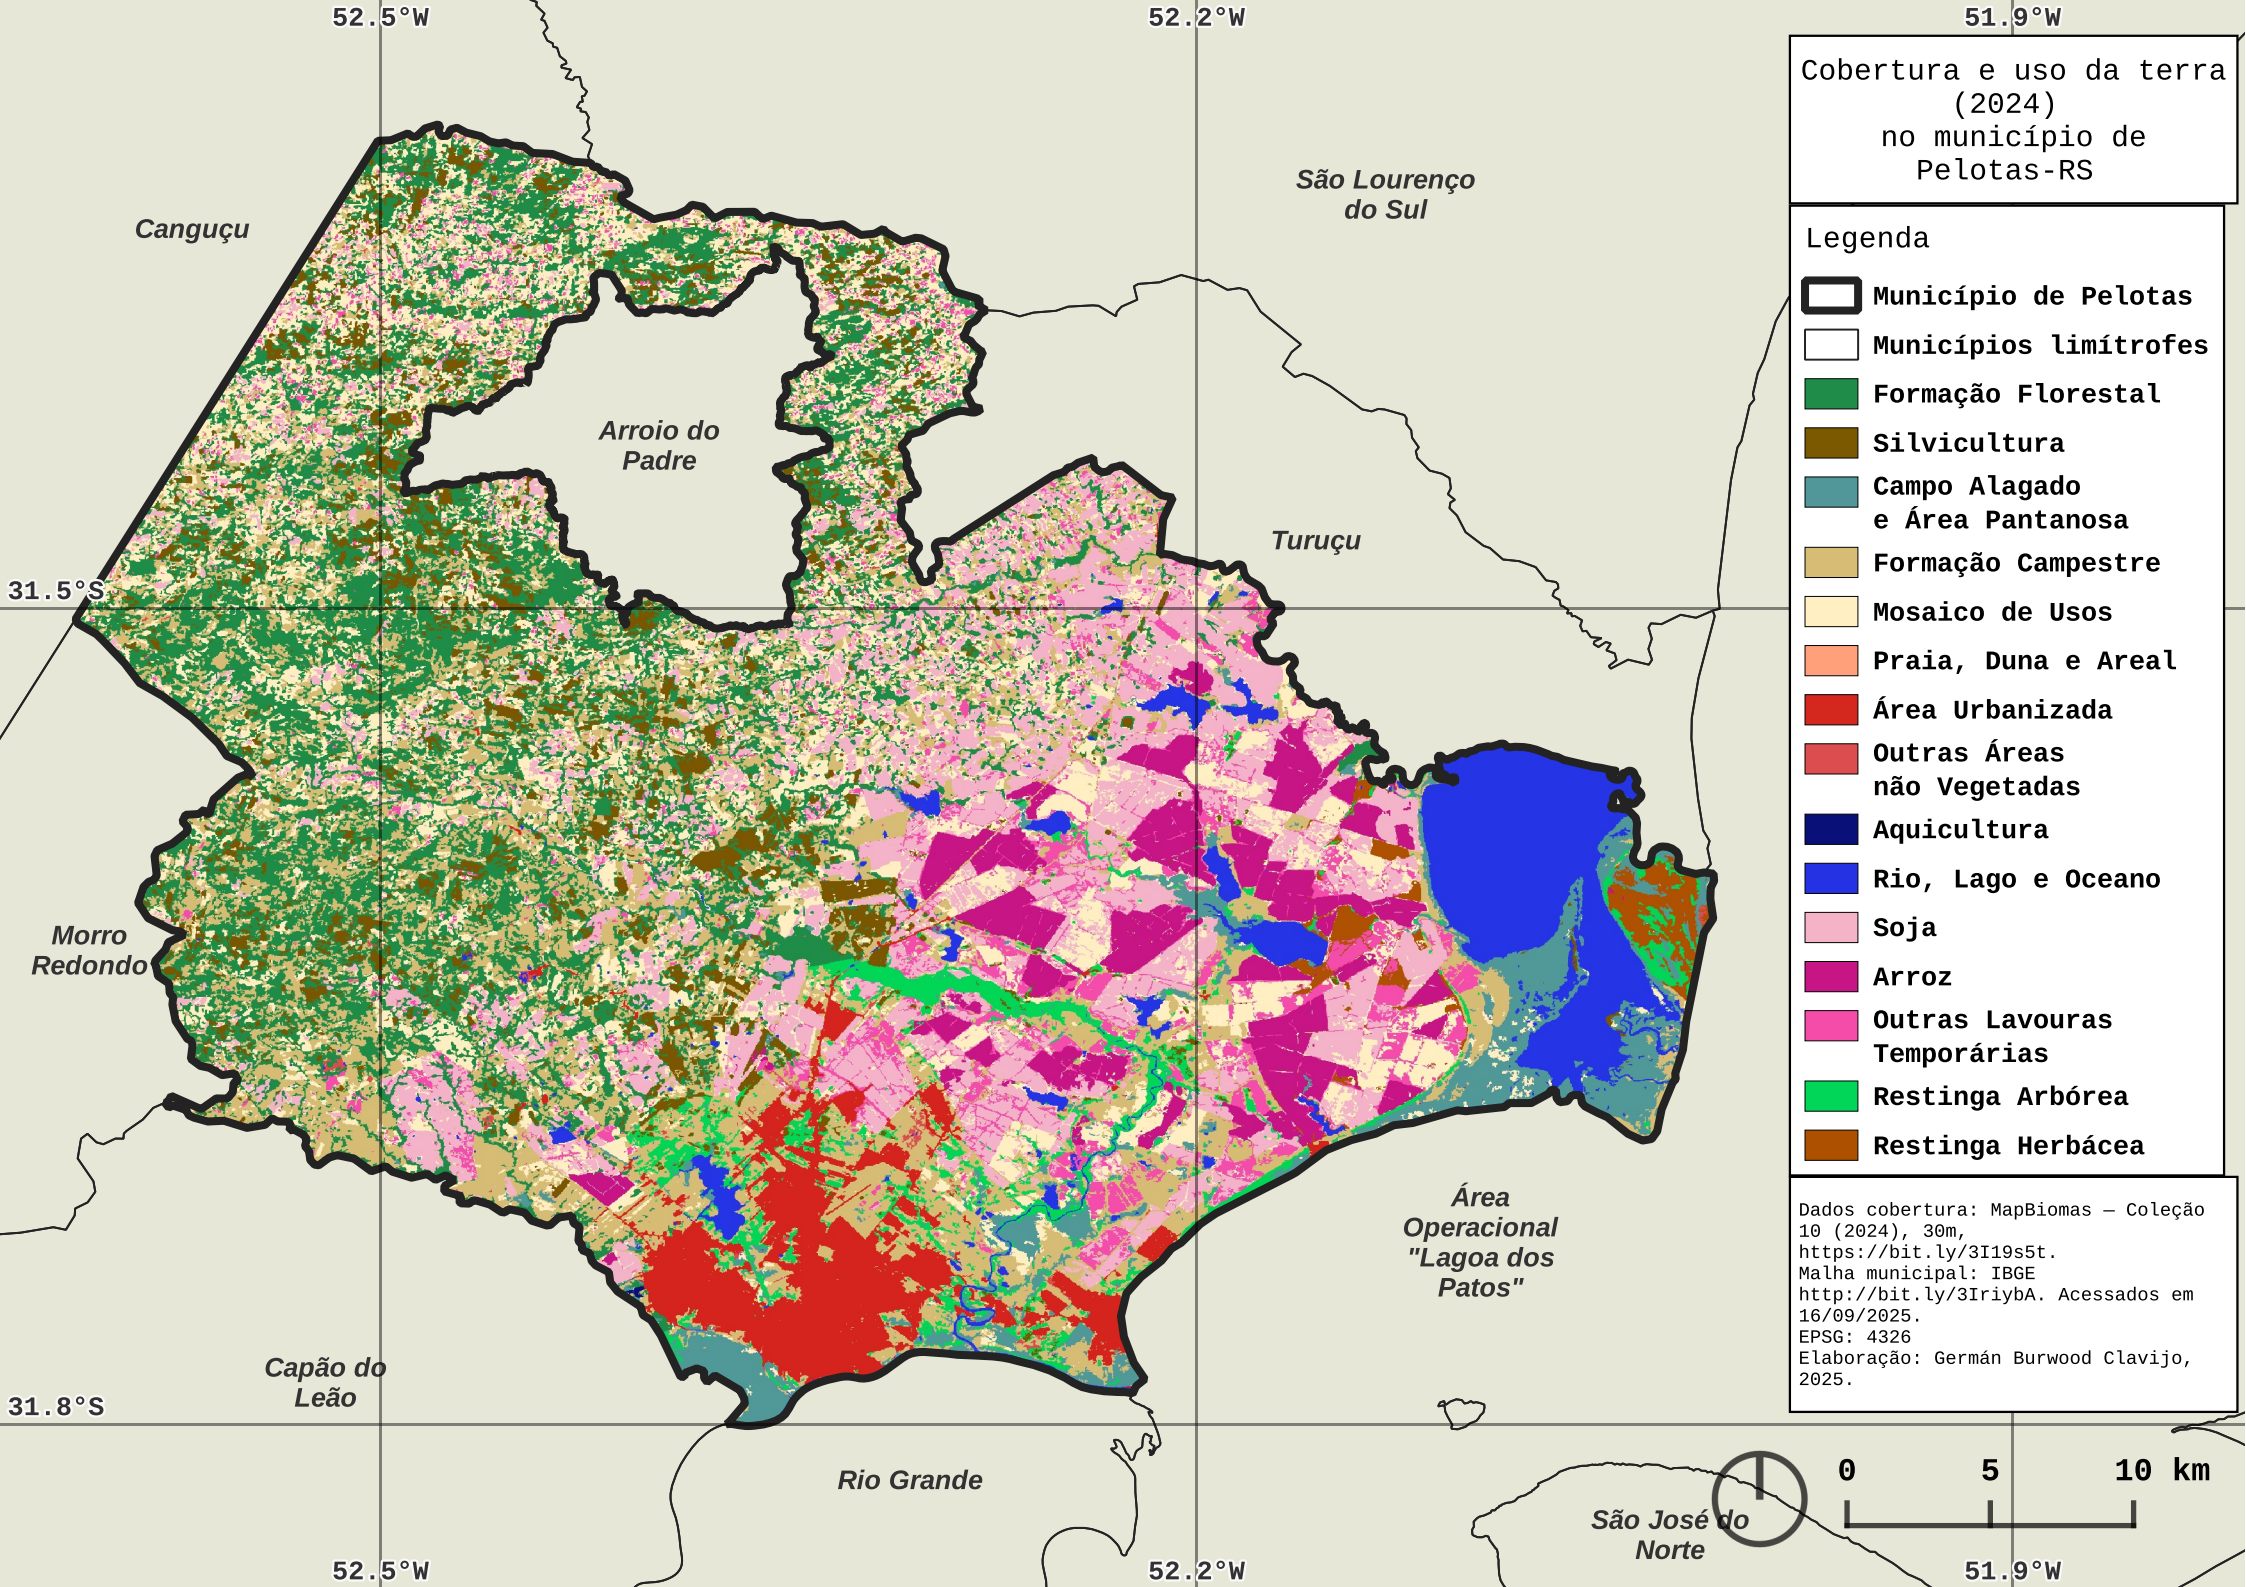 52.5°W
52.2°W
51.9°W
Cobertura e uso da terra
(2024)
no município de
Pelotas-RS
São Lourenço
do Sul
Canguçu
Legenda
Município de Pelotas
Municípios limítrofes
Formação Florestal
Silvicultura
Campo Alagado
e Área Pantanosa
Formação Campestre
Mosaico de Usos
Praia, Duna e Areal
Área Urbanizada
Outras Áreas
não Vegetadas
Aquicultura
Rio, Lago e Oceano
Soja
Arroz
Outras Lavouras
Temporárias
Restinga Arbórea
Restinga Herbácea
Arroio do
Padre
Turuçu
31.5°S
Morro
Redondo
Área
Operacional
"Lagoa dos
Patos"
Dados cobertura: MapBiomas — Coleção
10 (2024), 30m,
https://bit.ly/3I19s5t.
Malha municipal: IBGE
http://bit.ly/3IriybA. Acessados em
16/09/2025.
EPSG: 4326
Elaboração: Germán Burwood Clavijo,
2025.
Capão do
Leão
31.8°S
Rio Grande
São José do
Norte
0 5 10 km
52.5°W
52.2°W
51.9°W